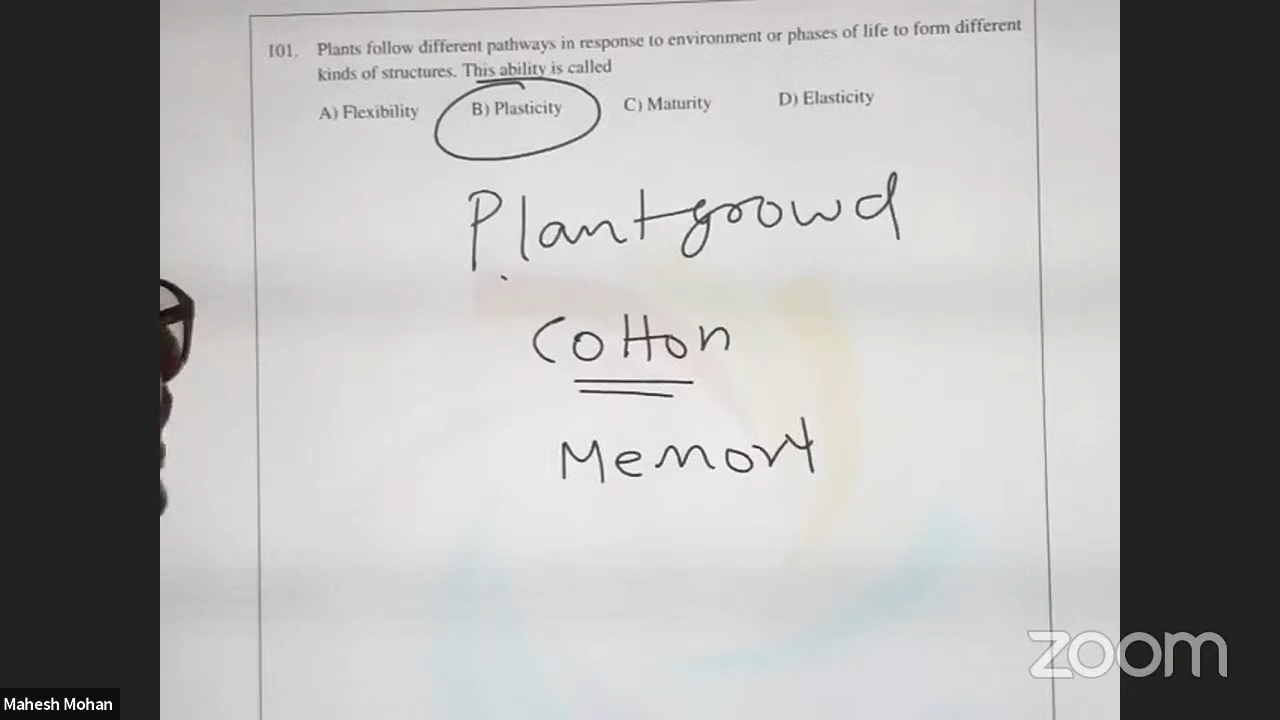 101. Plants follow different pathways in response to environment or phases of life to form different
kinds of structures. This ability is called
A) Flexibility B) Plasticity C) Maturity D) Elasticity
Plantgrowd
Cotton
Memory
zoom
Mahesh Mohan